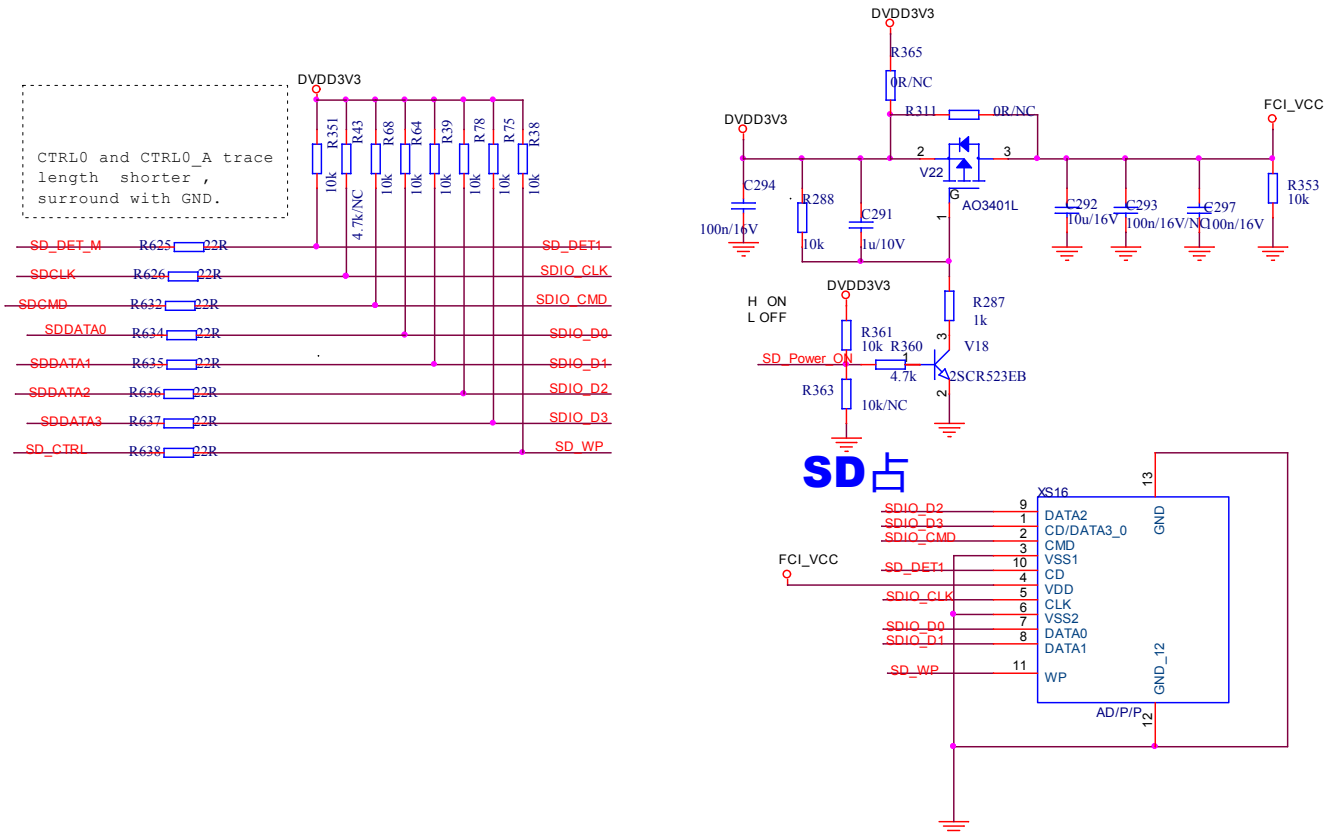 DVDD3V3
R365
0R/NC
R311
0R/NC
FCI_VCC
DVDD3V3
DVDD3V3
CTRL0 and CTRL0_A trace
length shorter ,
surround with GND.
R351
R43
R68
R64
R39
R78
R75
R38
10k
4.7k/NC
10k
10k
10k
10k
10k
10k
2
3
V22
G
1
AO3401L
C294
100n/16V
R288
10k
C291
1u/10V
C292
10u/16V
C293
100n/16V/NC
C297
100n/16V
R353
10k
SD_DET_M
R625
22R
SD_DET1
SDCLK
R626
22R
SDIO_CLK
SDCMD
R632
22R
SDIO_CMD
SDDATA0
R634
22R
SDIO_D0
SDDATA1
R635
22R
SDIO_D1
SDDATA2
R636
22R
SDIO_D2
SDDATA3
R637
22R
SDIO_D3
SD_CTRL
R638
22R
SD_WP
DVDD3V3
H ON
L OFF
R287
1k
R361
10k
R360
4.7k
1
3
V18
SD_Power_ON
2SCR523EB
2
R363
10k/NC
SD占
XS16
13
GND
SDIO_D2
9
DATA2
SDIO_D3
1
CD/DATA3_0
SDIO_CMD
2
CMD
3
VSS1
FCI_VCC
SD_DET1
10
CD
4
VDD
SDIO_CLK
5
CLK
6
VSS2
SDIO_D0
7
DATA0
SDIO_D1
8
DATA1
SD_WP
11
WP
GND_12
AD/P/P
12